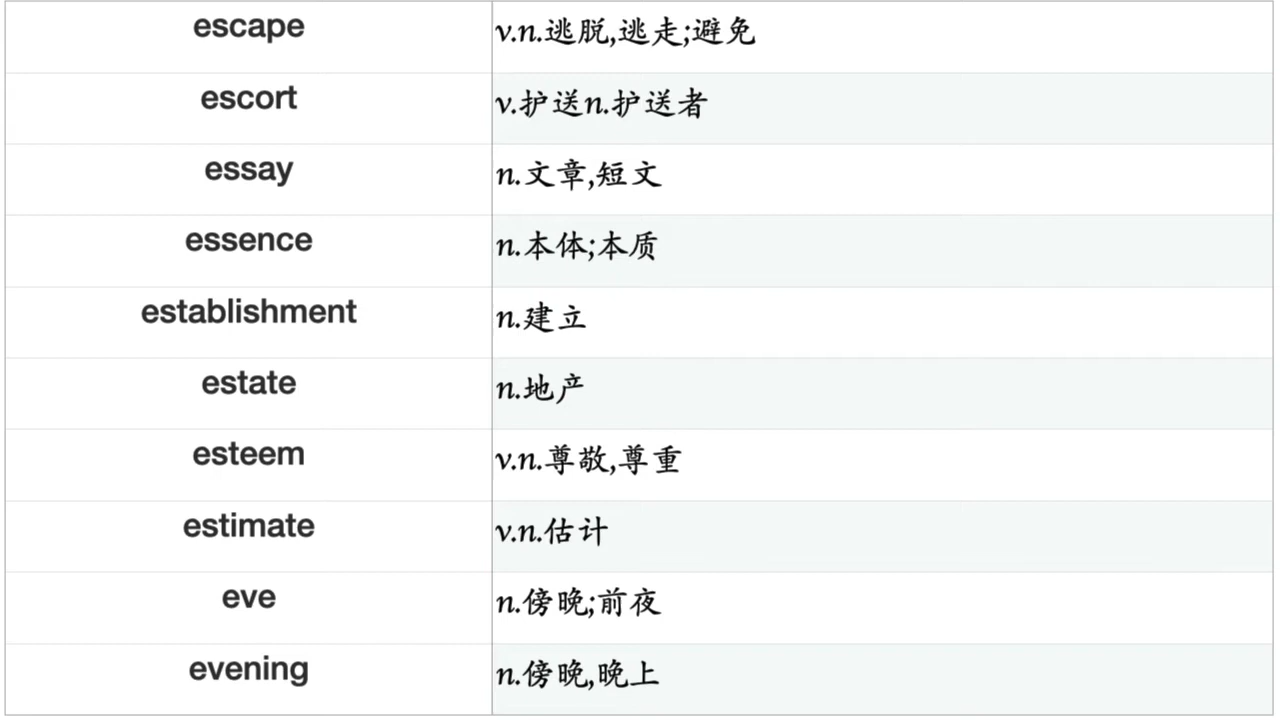 escape v.n.逃脱,逃走;避免
escort v.护送n.护送者
essay n.文章,短文
essence n.本体;本质
establishment n.建立
estate n.地产
esteem v.n.尊敬,尊重
estimate v.n.估计
eve n.傍晚;前夜
evening n.傍晚,晚上